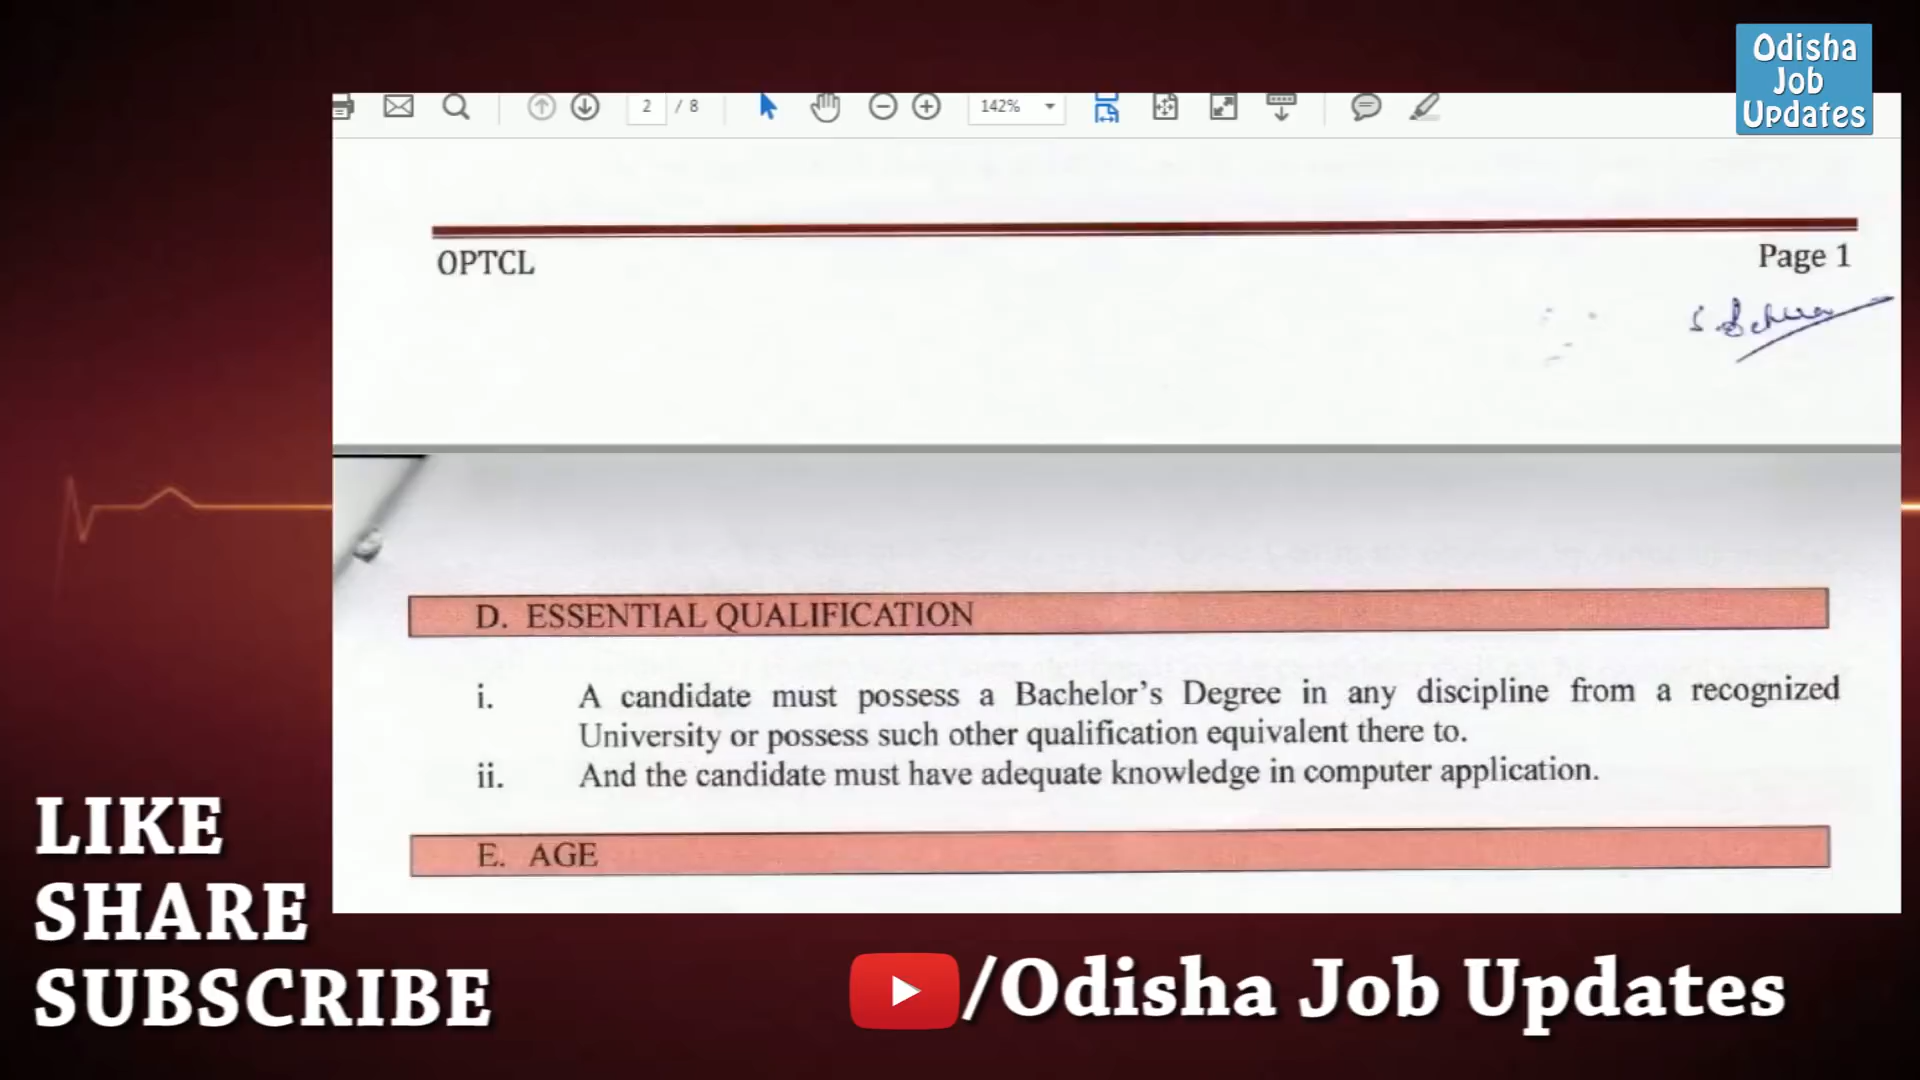 Odisha
Job
Updates
2 / 8
142%
OPTCL
Page 1
D. ESSENTIAL QUALIFICATION
i. A candidate must possess a Bachelor's Degree in any discipline from a recognized
University or possess such other qualification equivalent there to.
ii. And the candidate must have adequate knowledge in computer application.
E. AGE
LIKE
SHARE
SUBSCRIBE
/Odisha Job Updates